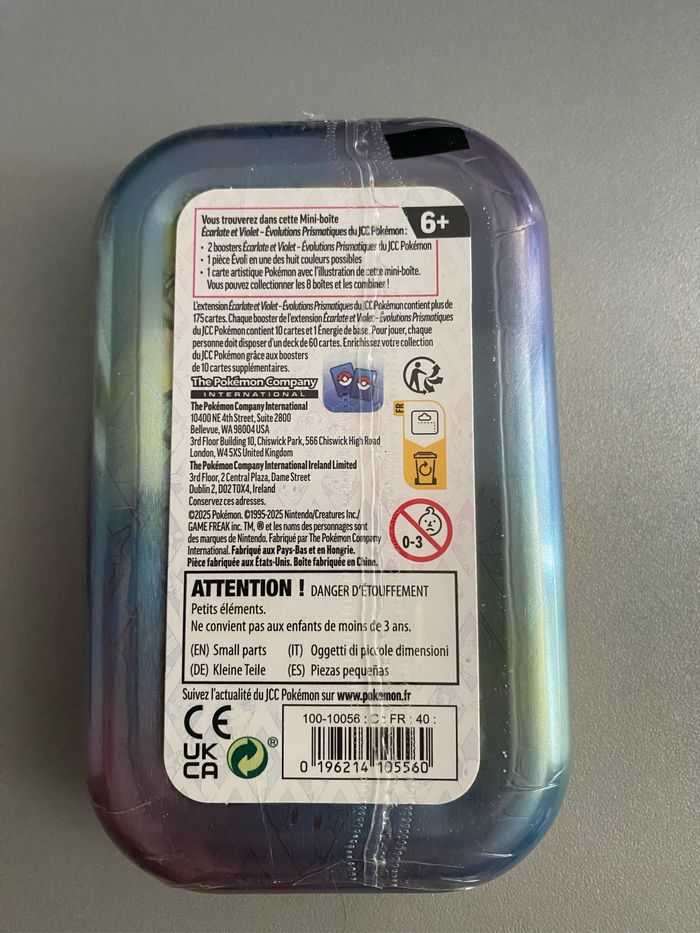 Vous trouverez dans cette Mini-boîte
Écarlate et Violet – Évolutions Prismatiques du JCC Pokémon :
6+
• 2 boosters Écarlate et Violet – Évolutions Prismatiques du JCC Pokémon
• 1 pièce Évoli en une des huit couleurs possibles
• 1 carte artistique Pokémon avec l'illustration de cette mini-boîte.
Vous pouvez collectionner les 8 boîtes et les combiner !
L'extension Écarlate et Violet – Évolutions Prismatiques du JCC Pokémon contient plus de
175 cartes. Chaque booster de l'extension Écarlate et Violet – Évolutions Prismatiques
du JCC Pokémon contient 10 cartes et 1 Énergie de base. Pour jouer, chaque
personne doit disposer d'un deck de 60 cartes. Enrichissez votre collection
du JCC Pokémon grâce aux boosters
de 10 cartes supplémentaires.
The Pokémon Company
INTERNATIONAL
The Pokémon Company International
10400 NE 4th Street, Suite 2800
Bellevue, WA 98004 USA
3rd Floor Building 10, Chiswick Park, 566 Chiswick High Road
London, W4 5XS United Kingdom
The Pokémon Company International Ireland Limited
3rd Floor, 2 Central Plaza, Dame Street
Dublin 2, D02 T0X4, Ireland
Conservez ces adresses.
FR
©2025 Pokémon. ©1995-2025 Nintendo/Creatures Inc./
GAME FREAK inc. TM, ® et les noms des personnages sont
des marques de Nintendo. Fabriqué par The Pokémon Company
International. Fabriqué aux Pays-Bas et en Hongrie.
Pièce fabriquée aux États-Unis. Boîte fabriquée en Chine.
0-3
ATTENTION ! DANGER D'ÉTOUFFEMENT
Petits éléments.
Ne convient pas aux enfants de moins de 3 ans.
(EN) Small parts (IT) Oggetti di piccole dimensioni
(DE) Kleine Teile (ES) Piezas pequeñas
Suivez l'actualité du JCC Pokémon sur www.pokemon.fr
CE
UK
CA
®
100-10056 : C : FR : 40 :
0 196214 105560